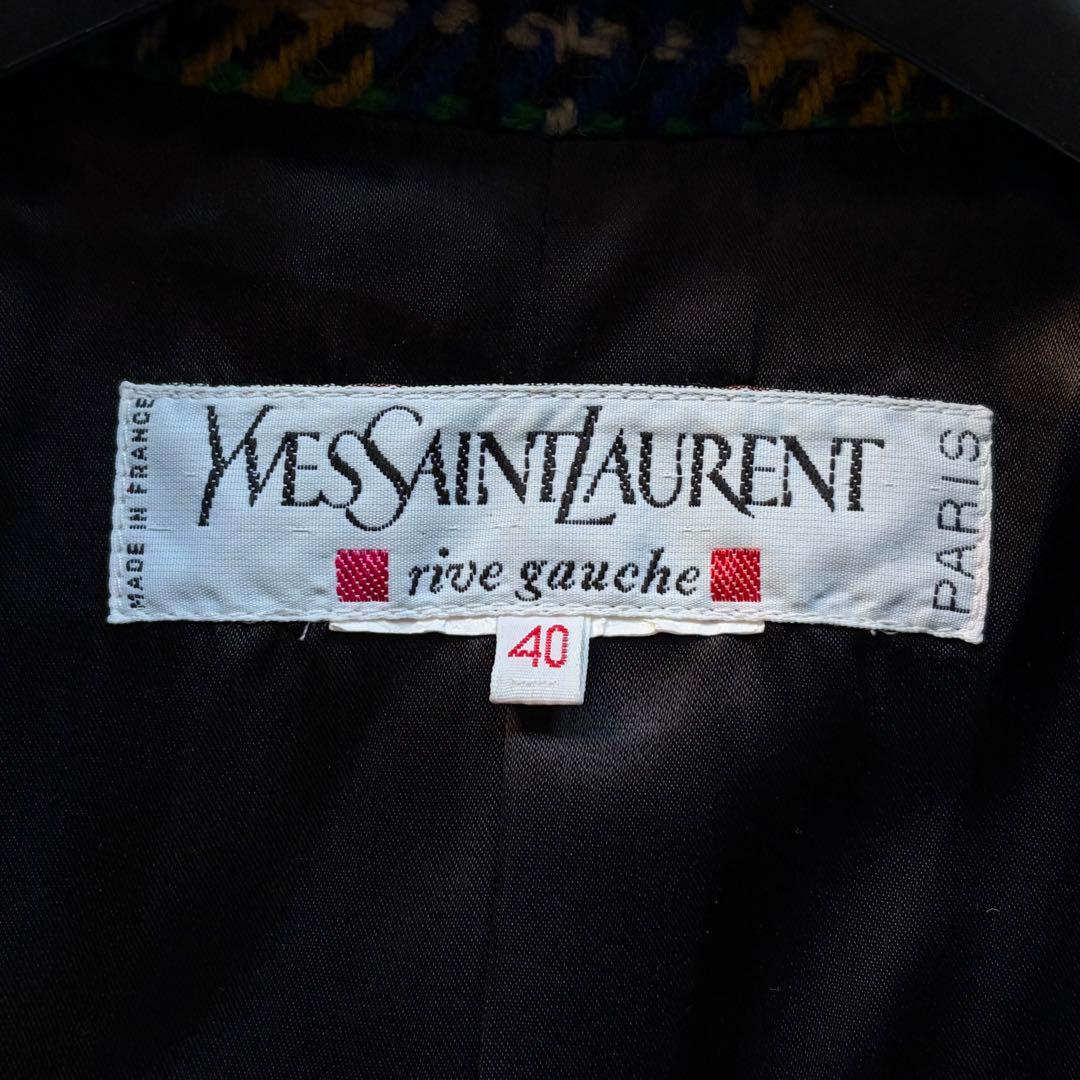 MADE IN FRANCE
YVES SAINT LAURENT
rive gauche
PARIS
40